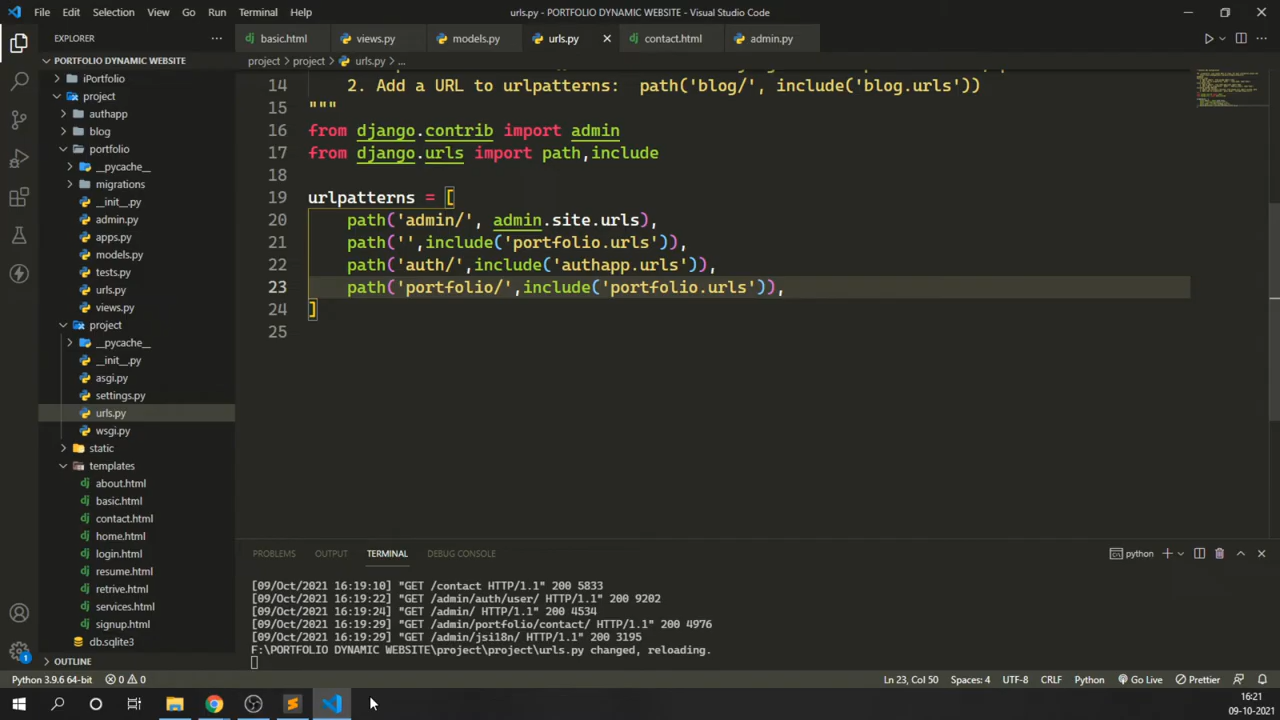 File Edit Selection View Go Run Terminal Help
urls.py - PORTFOLIO DYNAMIC WEBSITE - Visual Studio Code
EXPLORER
basic.html
views.py
models.py
urls.py
contact.html
admin.py
PORTFOLIO DYNAMIC WEBSITE
project > project > urls.py > ...
iPortfolio
project
authapp
blog
portfolio
__pycache__
migrations
__init__.py
admin.py
apps.py
models.py
tests.py
urls.py
views.py
project
__pycache__
__init__.py
asgi.py
settings.py
urls.py
wsgi.py
static
templates
about.html
basic.html
contact.html
home.html
login.html
resume.html
retrive.html
services.html
signup.html
db.sqlite3
OUTLINE
14 2. Add a URL to urlpatterns: path('blog/', include('blog.urls'))
15 """
16 from django.contrib import admin
17 from django.urls import path,include
18
19 urlpatterns = [
20 path('admin/', admin.site.urls),
21 path('',include('portfolio.urls')),
22 path('auth/',include('authapp.urls')),
23 path('portfolio/',include('portfolio.urls')),
24 ]
25
PROBLEMS OUTPUT TERMINAL DEBUG CONSOLE
python
[09/Oct/2021 16:19:10] "GET /contact HTTP/1.1" 200 5833
[09/Oct/2021 16:19:22] "GET /admin/auth/user/ HTTP/1.1" 200 9202
[09/Oct/2021 16:19:24] "GET /admin/ HTTP/1.1" 200 4534
[09/Oct/2021 16:19:29] "GET /admin/portfolio/contact/ HTTP/1.1" 200 4976
[09/Oct/2021 16:19:29] "GET /admin/jsi18n/ HTTP/1.1" 200 3195
F:\PORTFOLIO DYNAMIC WEBSITE\project\project\urls.py changed, reloading.
1
Python 3.9.6 64-bit 0 0
Ln 23, Col 50 Spaces: 4 UTF-8 CRLF Python Go Live Prettier
16:21
09-10-2021